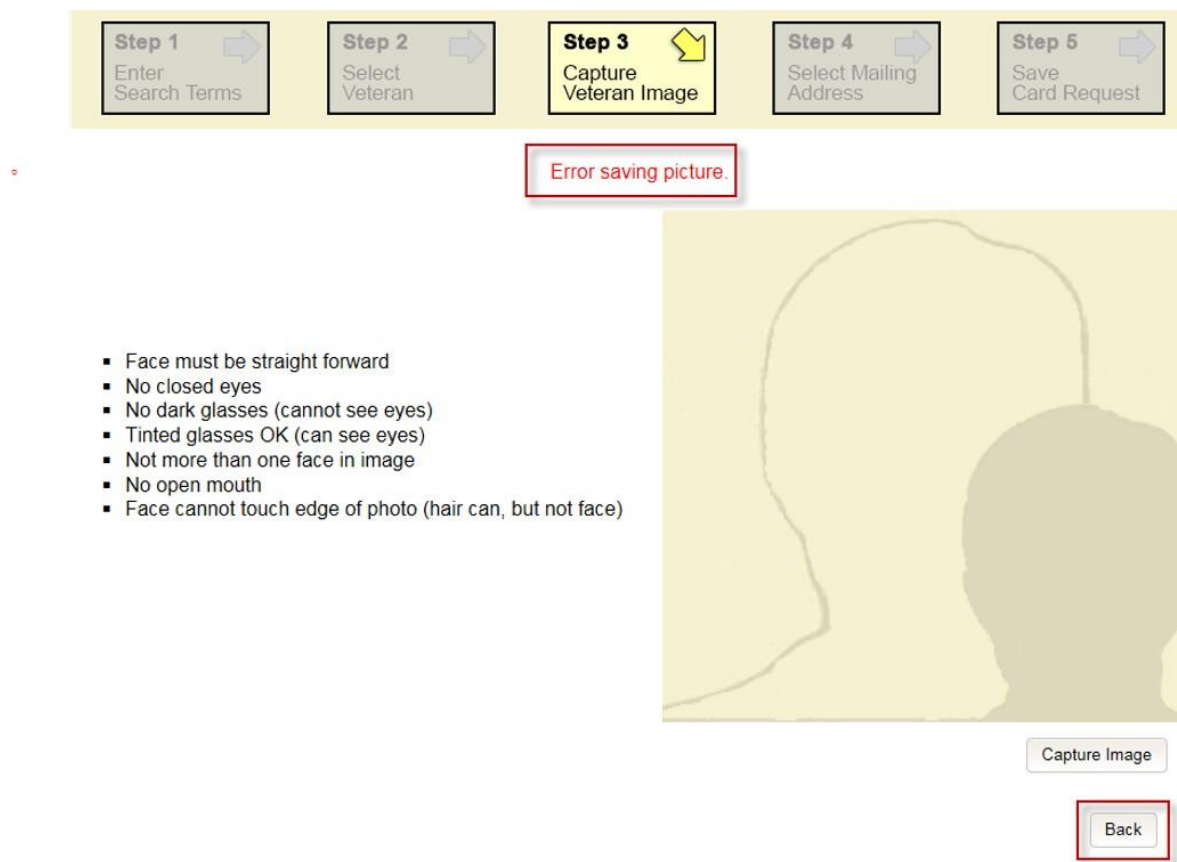 Step 1
Enter
Search Terms
Step 2
Select
Veteran
Step 3
Capture
Veteran Image
Step 4
Select Mailing
Address
Step 5
Save
Card Request
Error saving picture.
Face must be straight forward
No closed eyes
No dark glasses (cannot see eyes)
Tinted glasses OK (can see eyes)
Not more than one face in image
No open mouth
Face cannot touch edge of photo (hair can, but not face)
Capture Image
Back